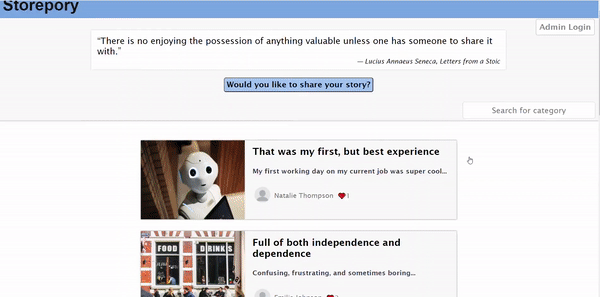 Storepory
Admin Login
“There is no enjoying the possession of anything valuable unless one has someone to share it
with.”
— Lucius Annaeus Seneca, Letters from a Stoic
Would you like to share your story?
Search for category
That was my first, but best experience
My first working day on my current job was super cool...
Natalie Thompson
1
FOOD DRINKS
Full of both independence and
dependence
Confusing, frustrating, and sometimes boring...
Emilia Johnson